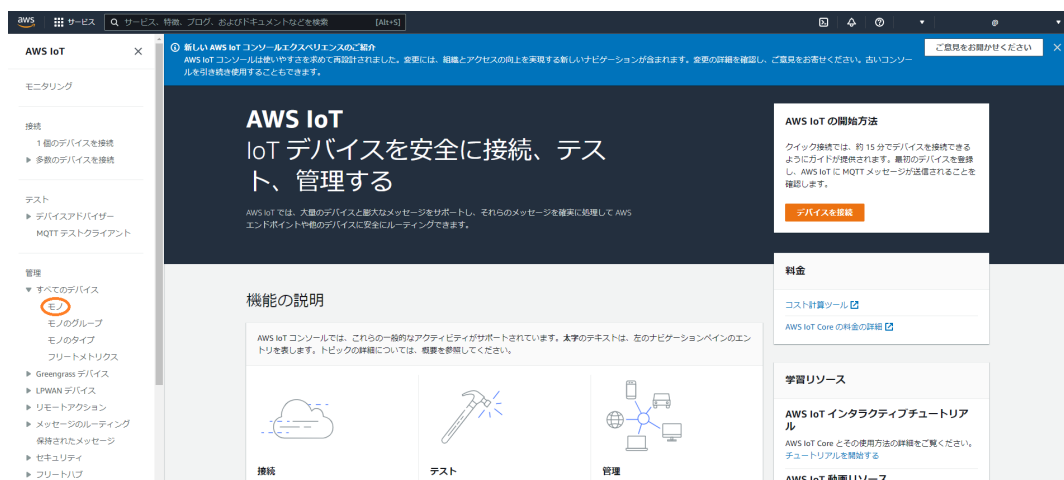 aws
サービス
サービス、特徴、ブログ、およびドキュメントなどを検索
[Alt+S]
@
AWS IoT
モニタリング
接続
1 個のデバイスを接続
多数のデバイスを接続
テスト
デバイスアドバイザー
MQTT テストクライアント
管理
すべてのデバイス
モノ
モノのグループ
モノのタイプ
フリートメトリクス
Greengrass デバイス
LPWAN デバイス
リモートアクション
メッセージのルーティング
保持されたメッセージ
セキュリティ
フリートハブ
新しい AWS IoT コンソールエクスペリエンスのご紹介
AWS IoT コンソールは使いやすさを求めて再設計されました。変更には、組織とアクセスの向上を実現する新しいナビゲーションが含まれます。変更の詳細を確認し、ご意見をお寄せください。古いコンソー
ルを引き続き使用することもできます。
ご意見をお聞かせください
AWS IoT
IoT デバイスを安全に接続、テス
ト、管理する
AWS IoT では、大量のデバイスと膨大なメッセージをサポートし、それらのメッセージを確実に処理して AWS
エンドポイントや他のデバイスに安全にルーティングできます。
AWS IoT の開始方法
クイック接続では、約 15 分でデバイスを接続できる
ようにガイドが提供されます。最初のデバイスを登録
し、AWS IoT に MQTT メッセージが送信されることを
確認します。
デバイスを接続
料金
コスト計算ツール
AWS IoT Core の料金の詳細
機能の説明
AWS IoT コンソールでは、これらの一般的なアクティビティがサポートされています。太字のテキストは、左のナビゲーションペインのエン
トリを表します。トピックの詳細については、概要を参照してください。
接続
テスト
管理
学習リソース
AWS IoT インタラクティブチュートリア
ル
AWS IoT Core とその使用方法の詳細をご覧ください。
チュートリアルを開始する
AWS IoT 動画リソース